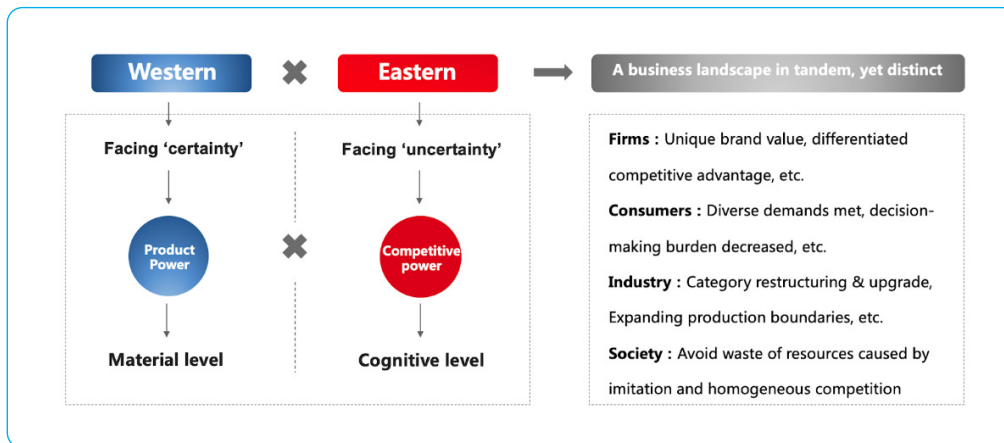 Western
Eastern
A business landscape in tandem, yet distinct
Facing ‘certainty’
Facing ‘uncertainty’
Product
Power
Competitive
power
Material level
Cognitive level
Firms : Unique brand value, differentiated
competitive advantage, etc.
Consumers : Diverse demands met, decision-
making burden decreased, etc.
Industry : Category restructuring & upgrade,
Expanding production boundaries, etc.
Society : Avoid waste of resources caused by
imitation and homogeneous competition